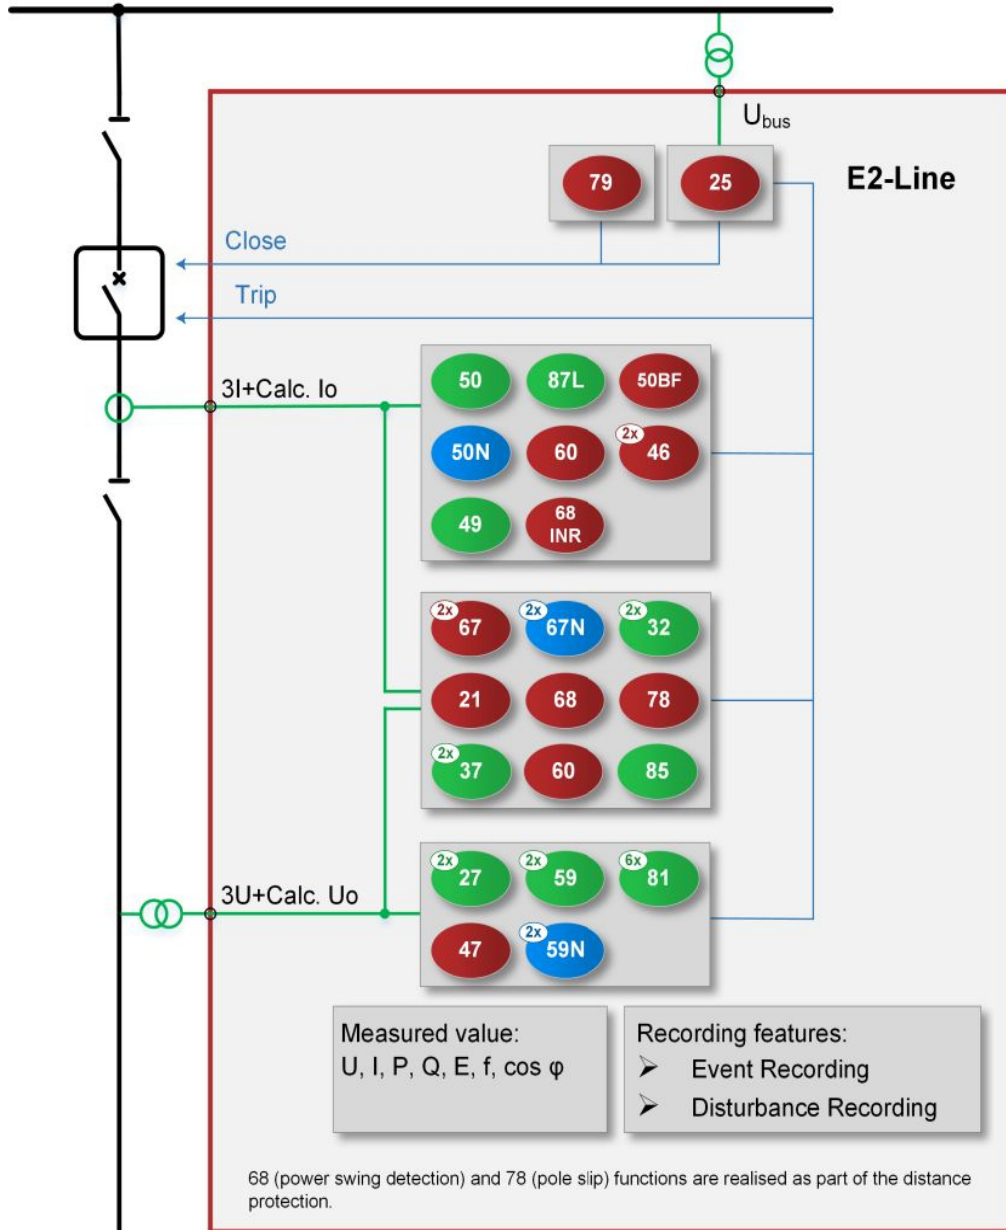 U_bus
79
25
E2-Line
Close
Trip
3I+Calc. Io
50
87L
50BF
50N
60
2x
46
49
68
INR
2x
67
2x
67N
2x
32
21
68
78
2x
37
60
85
3U+Calc. Uo
2x
27
2x
59
6x
81
47
2x
59N
Measured value:
U, I, P, Q, E, f, cos φ
Recording features:
➢ Event Recording
➢ Disturbance Recording
68 (power swing detection) and 78 (pole slip) functions are realised as part of the distance
protection.